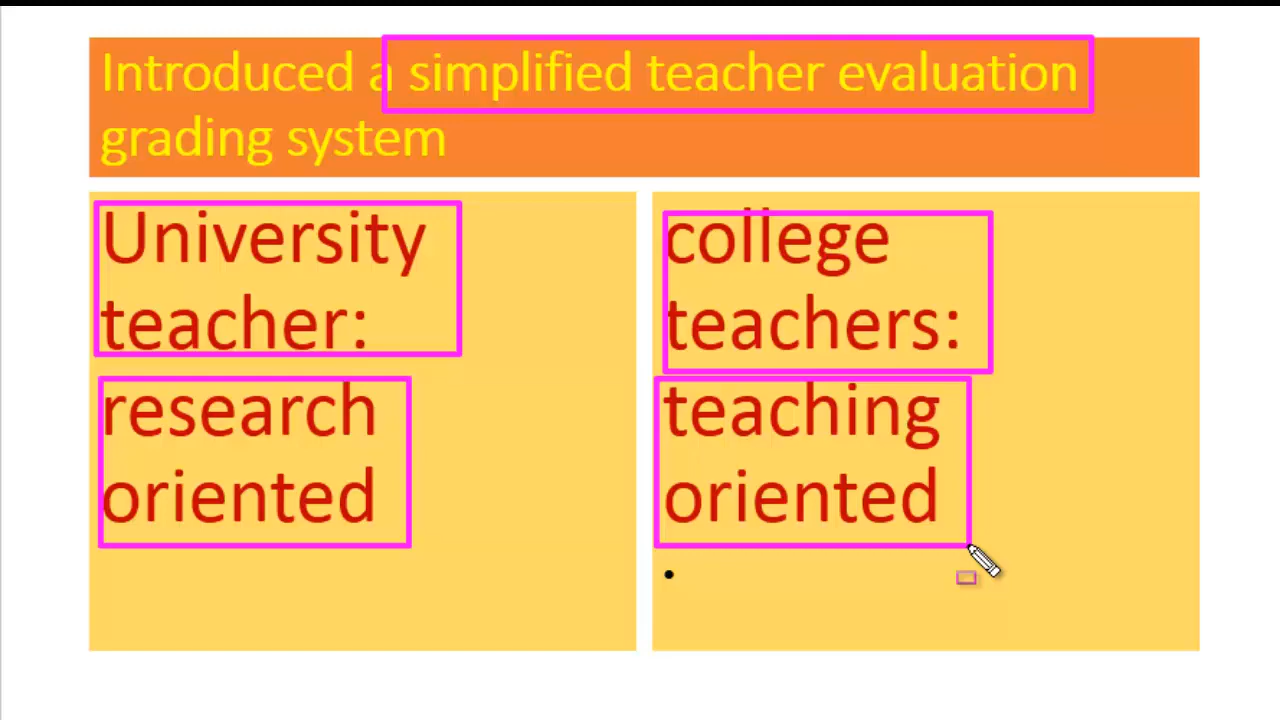 Introduced a simplified teacher evaluation
grading system
University
teacher:
research
oriented
college
teachers:
teaching
oriented
•